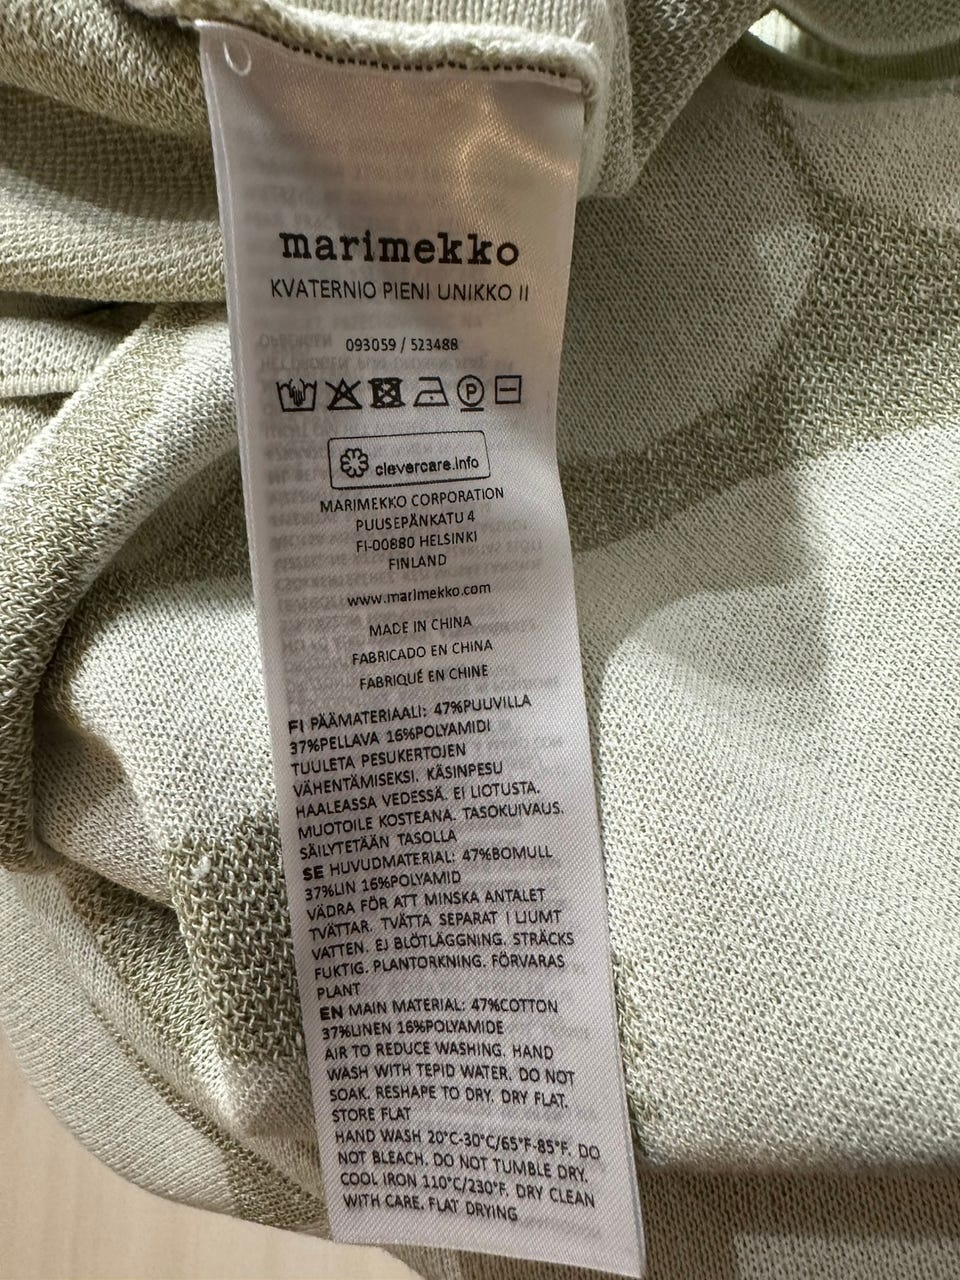 marimekko
KVATERNIO PIENI UNIKKO II
093059 / 523488
P
clevercare.info
MARIMEKKO CORPORATION
PUUSEPÄNKATU 4
FI-00880 HELSINKI
FINLAND
www.marimekko.com
MADE IN CHINA
FABRICADO EN CHINA
FABRIQUÉ EN CHINE
FI PÄÄMATERIAALI: 47%PUUVILLA
37%PELLAVA 16%POLYAMIDI
TUULETA PESUKERTOJEN
VÄHENTÄMISEKSI. KÄSINPESU
HAALEASSA VEDESSÄ. EI LIOTUSTA.
MUOTOILE KOSTEANA. TASOKUIVAUS.
SÄILYTETÄÄN TASOLLA
SE HUVUDMATERIAL: 47%BOMULL
37%LIN 16%POLYAMID
VÄDRA FÖR ATT MINSKA ANTALET
TVÄTTAR. TVÄTTA SEPARAT I LJUMT
VATTEN. EJ BLÖTLÄGGNING. STRÄCKS
FUKTIG. PLANTORKNING. FÖRVARAS
PLANT
EN MAIN MATERIAL: 47%COTTON
37%LINEN 16%POLYAMIDE
AIR TO REDUCE WASHING. HAND
WASH WITH TEPID WATER. DO NOT
SOAK. RESHAPE TO DRY. DRY FLAT.
STORE FLAT
HAND WASH 20°C-30°C/65°F-85°F. DO
NOT BLEACH. DO NOT TUMBLE DRY.
COOL IRON 110°C/230°F. DRY CLEAN
WITH CARE. FLAT DRYING